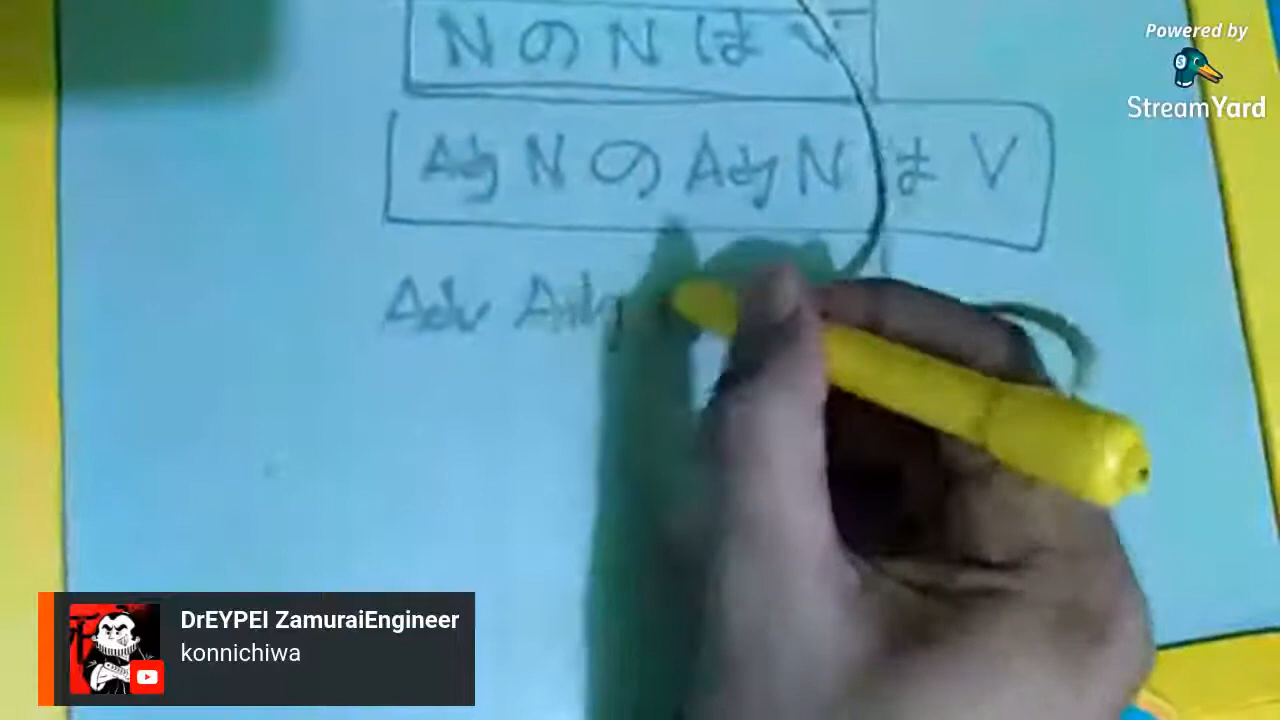 Powered by
StreamYard
NのNはV
Adj NのAdj NはV
Adv Adj
DrEYPEI ZamuraiEngineer
konnichiwa